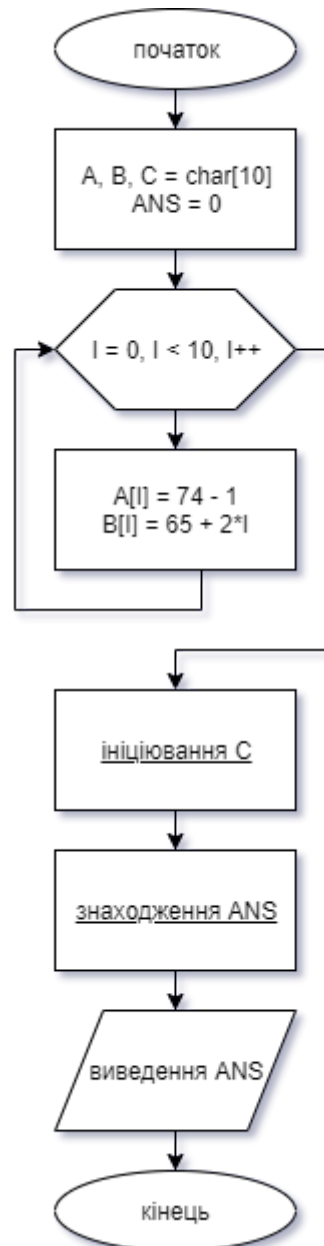 початок
A, B, C = char[10]
ANS = 0
I = 0, I < 10, I++
A[I] = 74 - 1
B[I] = 65 + 2*I
ініціювання C
знаходження ANS
виведення ANS
кінець